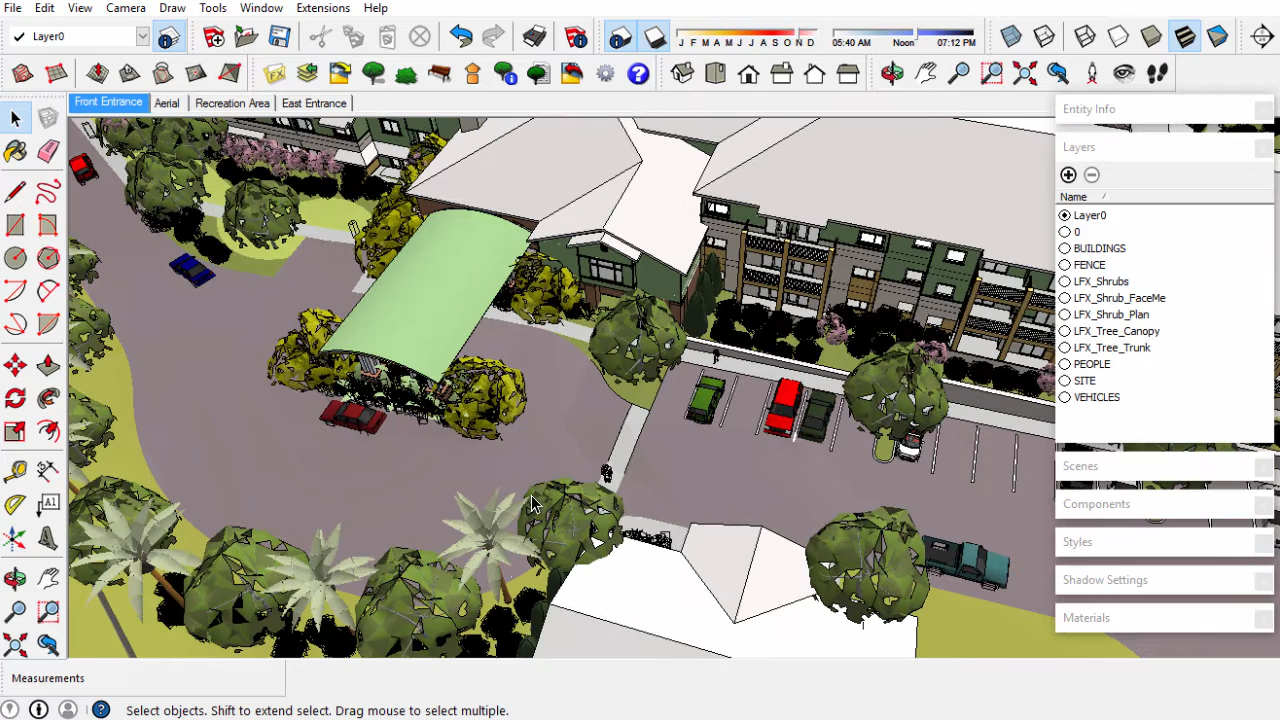 File Edit View Camera Draw Tools Window Extensions Help
Layer0
J F M A M J J A S O N D
05:40 AM Noon 07:12 PM
FX
Front Entrance Aerial Recreation Area East Entrance
Entity Info
Layers
Name
Layer0
0
BUILDINGS
FENCE
LFX_Shrubs
LFX_Shrub_FaceMe
LFX_Shrub_Plan
LFX_Tree_Canopy
LFX_Tree_Trunk
PEOPLE
SITE
VEHICLES
Scenes
Components
Styles
Shadow Settings
Materials
A1
Measurements
Select objects. Shift to extend select. Drag mouse to select multiple.